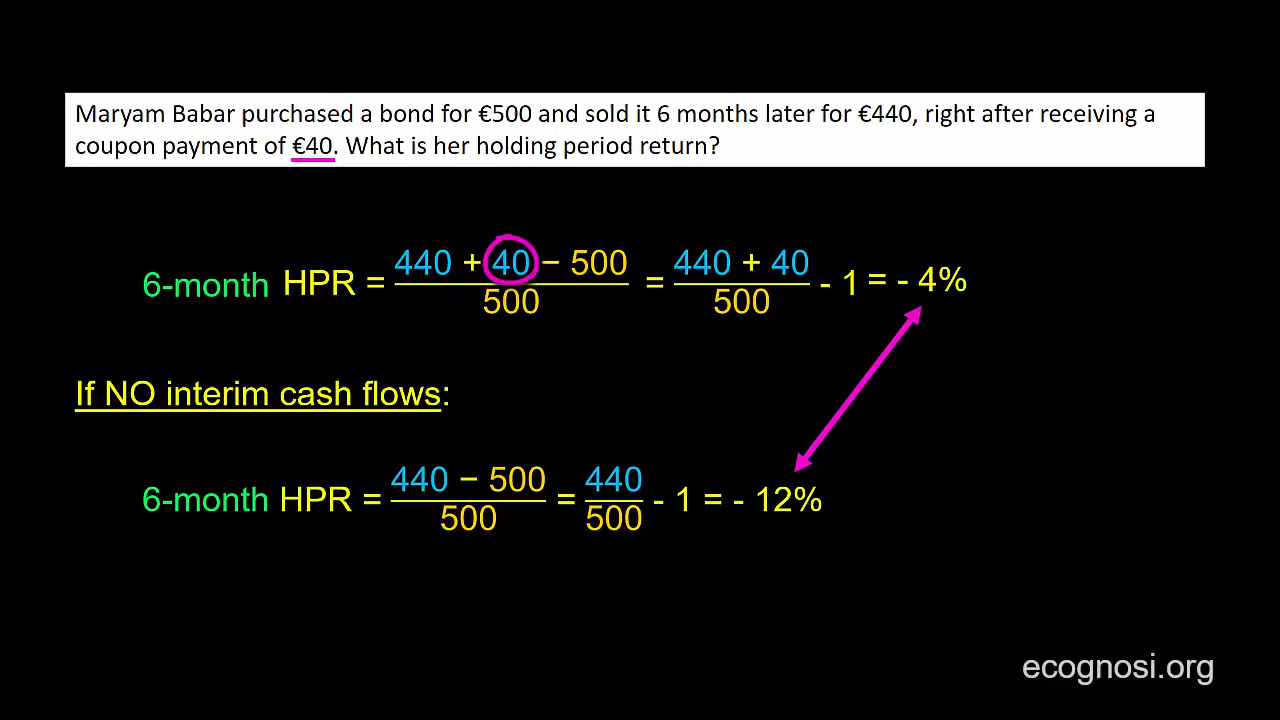 Maryam Babar purchased a bond for €500 and sold it 6 months later for €440, right after receiving a
coupon payment of €40. What is her holding period return?
6-month HPR = (440 + 40 − 500)/500 = (440 + 40)/500 - 1 = - 4%
If NO interim cash flows:
6-month HPR = (440 − 500)/500 = 440/500 - 1 = - 12%
ecognosi.org